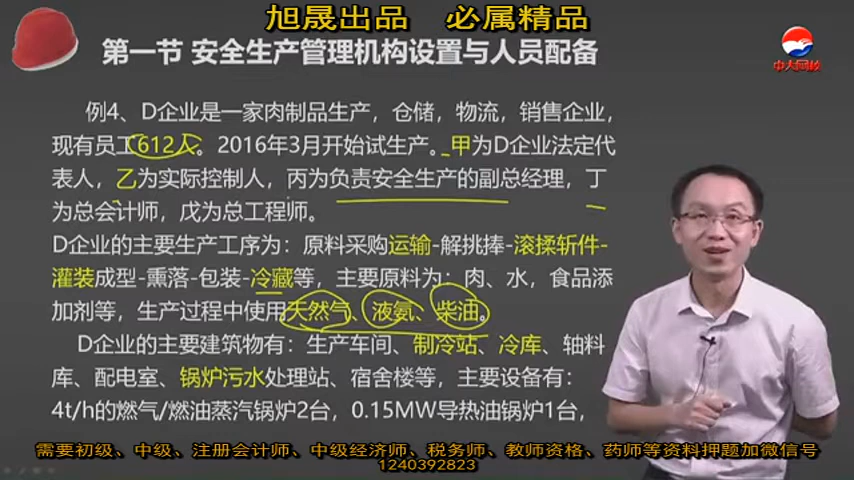 旭晟出品 必属精品
第一节 安全生产管理机构设置与人员配备
中大网校
例4、D企业是一家肉制品生产，仓储，物流，销售企业，
现有员工612人。2016年3月开始试生产。甲为D企业法定代
表人，乙为实际控制人，丙为负责安全生产的副总经理，丁
为总会计师，戊为总工程师。
D企业的主要生产工序为：原料采购运输-解挑捧-滚揉斩件-
灌装成型-熏落-包装-冷藏等，主要原料为：肉、水，食品添
加剂等，生产过程中使用天然气、液氨、柴油。
D企业的主要建筑物有：生产车间、制冷站、冷库、轴料
库、配电室、锅炉污水处理站、宿舍楼等，主要设备有：
4t/h的燃气/燃油蒸汽锅炉2台，0.15MW导热油锅炉1台，
需要初级、中级、注册会计师、中级经济师、税务师、教师资格、药师等资料押题加微信号
1240392823